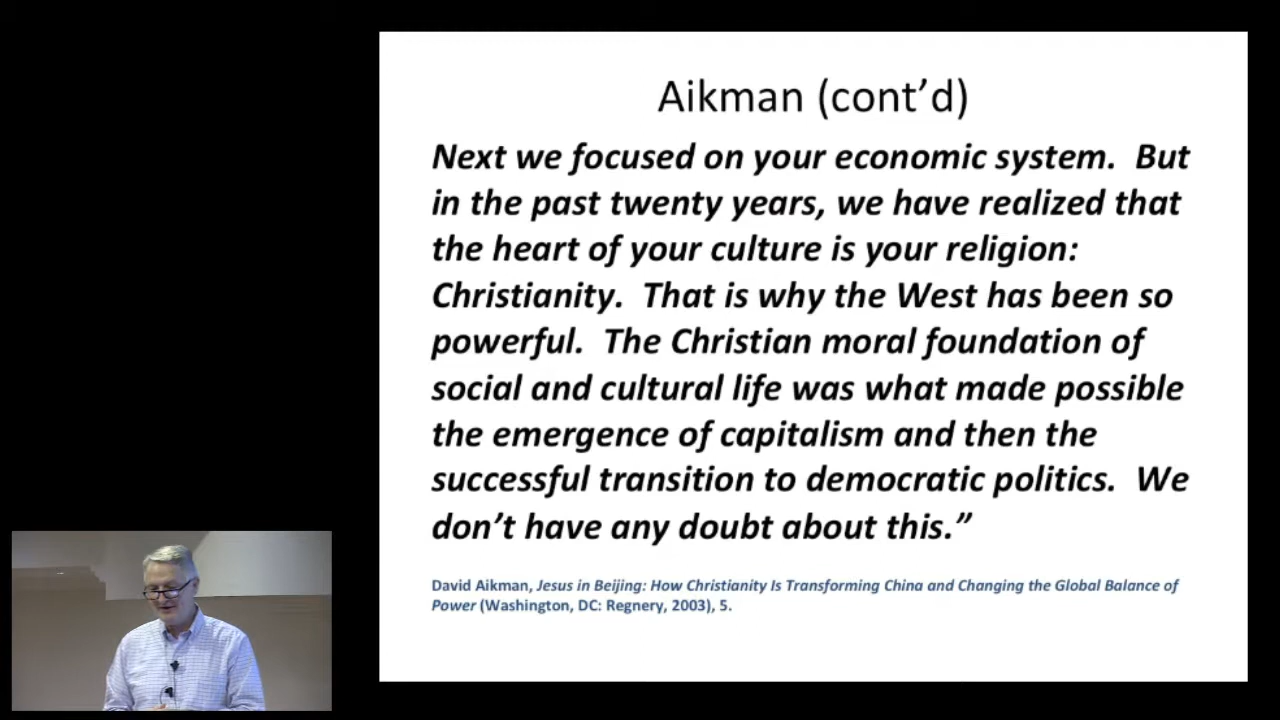 Aikman (cont’d)
Next we focused on your economic system.  But
in the past twenty years, we have realized that
the heart of your culture is your religion:
Christianity.  That is why the West has been so
powerful.  The Christian moral foundation of
social and cultural life was what made possible
the emergence of capitalism and then the
successful transition to democratic politics.  We
don’t have any doubt about this.”
David Aikman, Jesus in Beijing: How Christianity Is Transforming China and Changing the Global Balance of
Power (Washington, DC: Regnery, 2003), 5.